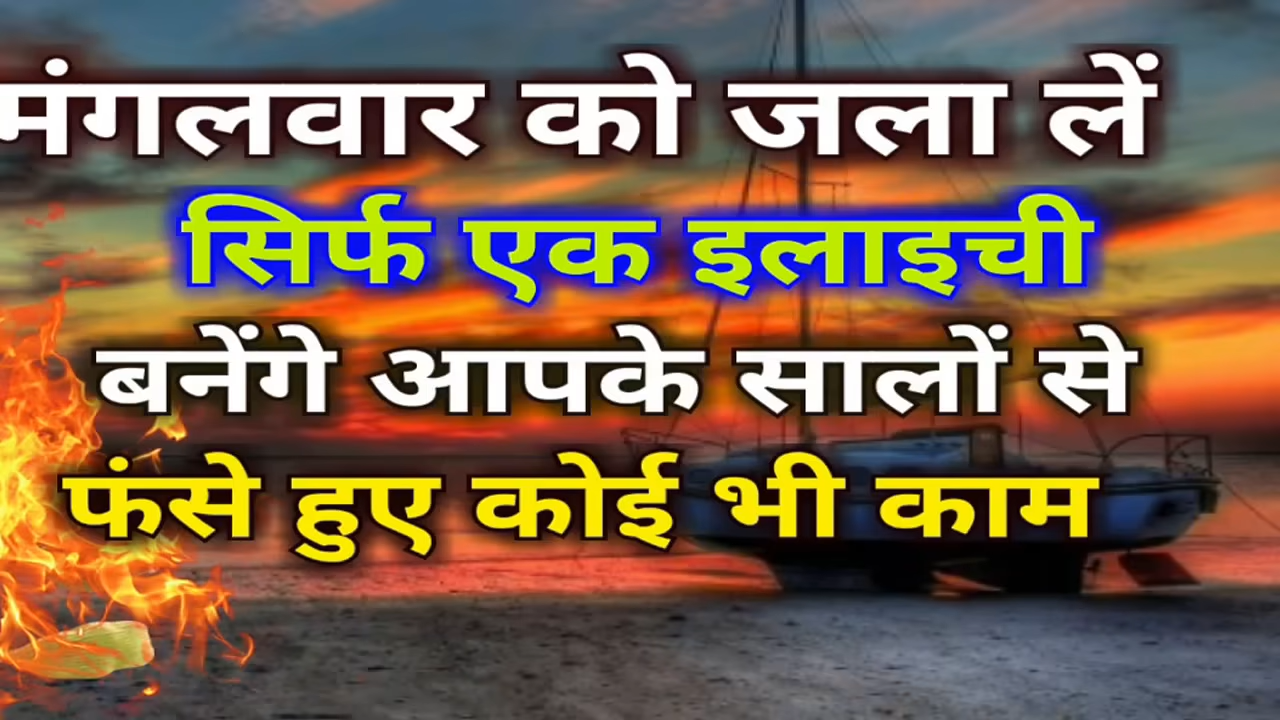 मंगलवार को जला लें
सिर्फ एक इलाइची
बनेंगे आपके सालों से
फंसे हुए कोई भी काम